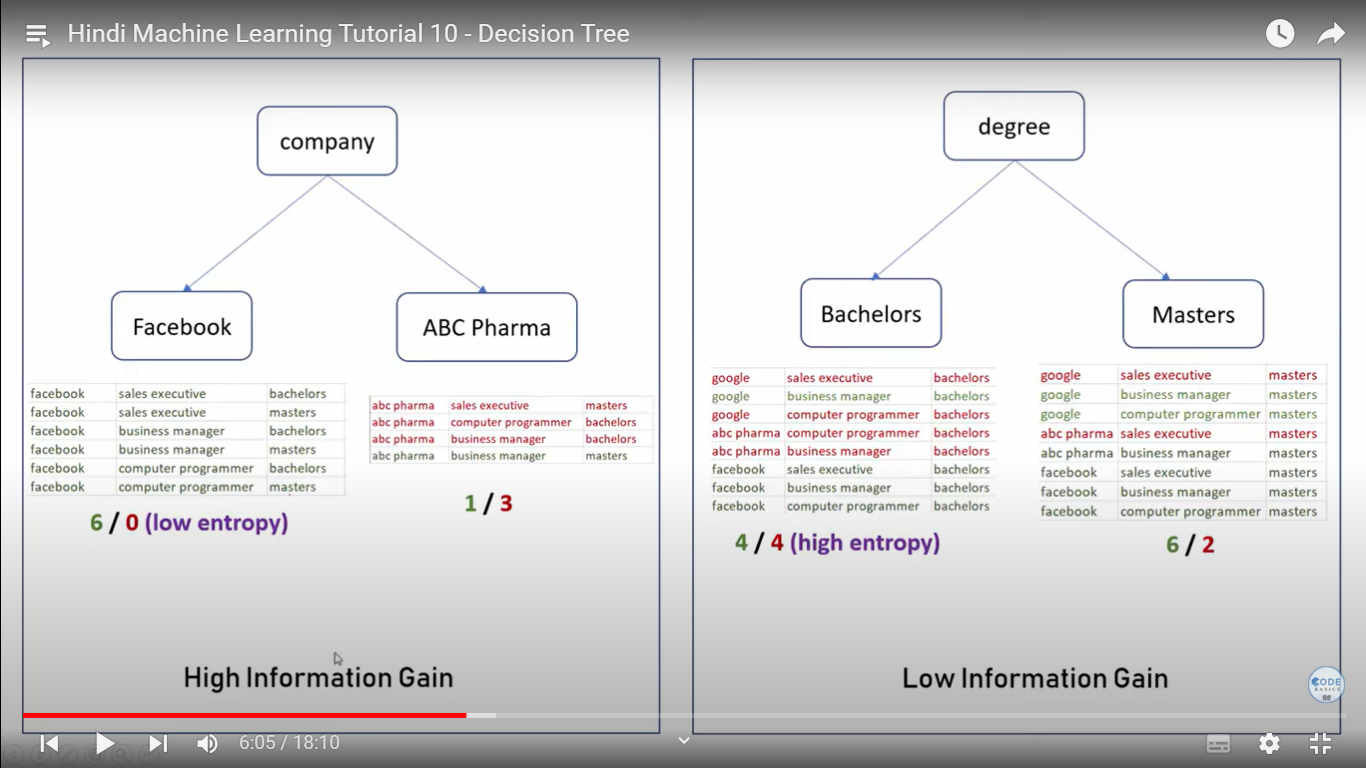 Hindi Machine Learning Tutorial 10 - Decision Tree
company
Facebook
ABC Pharma
facebook sales executive bachelors
facebook sales executive masters
facebook business manager bachelors
facebook business manager masters
facebook computer programmer bachelors
facebook computer programmer masters
6 / 0 (low entropy)
abc pharma sales executive masters
abc pharma computer programmer bachelors
abc pharma business manager bachelors
abc pharma business manager masters
1 / 3
High Information Gain
degree
Bachelors
Masters
google sales executive bachelors
google business manager bachelors
google computer programmer bachelors
abc pharma computer programmer bachelors
abc pharma business manager bachelors
facebook sales executive bachelors
facebook business manager bachelors
facebook computer programmer bachelors
4 / 4 (high entropy)
google sales executive masters
google business manager masters
google computer programmer masters
abc pharma sales executive masters
abc pharma business manager masters
facebook sales executive masters
facebook business manager masters
facebook computer programmer masters
6 / 2
Low Information Gain
CODE
BASICS
6:05 / 18:10